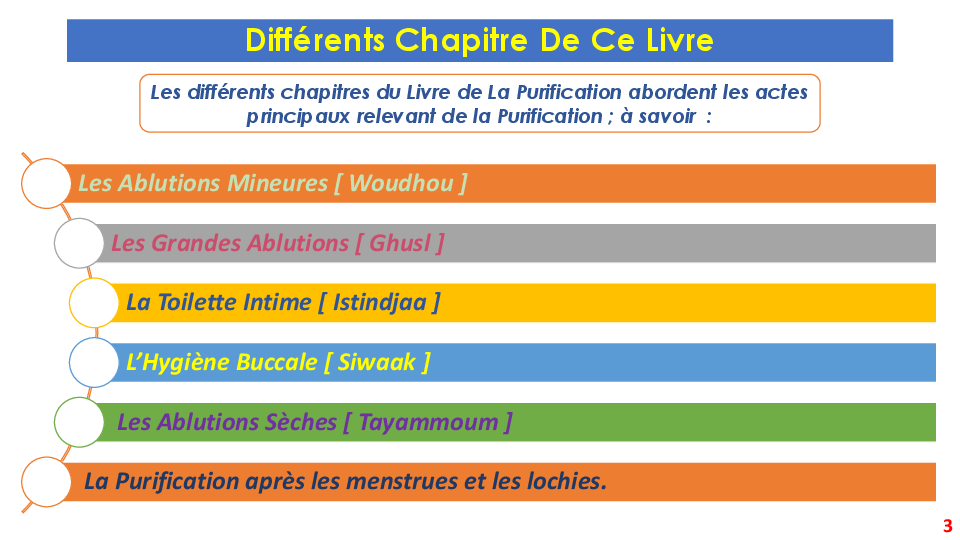 Différents Chapitre De Ce Livre
Les différents chapitres du Livre de La Purification abordent les actes
principaux relevant de la Purification ; à savoir :
Les Ablutions Mineures [ Woudhou ]
Les Grandes Ablutions [ Ghusl ]
La Toilette Intime [ Istindjaa ]
L’Hygiène Buccale [ Siwaak ]
Les Ablutions Sèches [ Tayammoum ]
La Purification après les menstrues et les lochies.
3